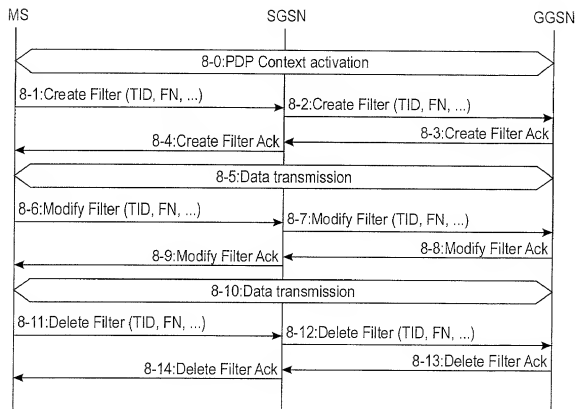 MS SGSN GGSN
8-0:PDP Context activation
8-1:Create Filter (TID, FN, ...)
8-2:Create Filter (TID, FN, ...)
8-3:Create Filter Ack
8-4:Create Filter Ack
8-5:Data transmission
8-6:Modify Filter (TID, FN, ...)
8-7:Modify Filter (TID, FN, ...)
8-8:Modify Filter Ack
8-9:Modify Filter Ack
8-10:Data transmission
8-11:Delete Filter (TID, FN, ...)
8-12:Delete Filter (TID, FN, ...)
8-13:Delete Filter Ack
8-14:Delete Filter Ack